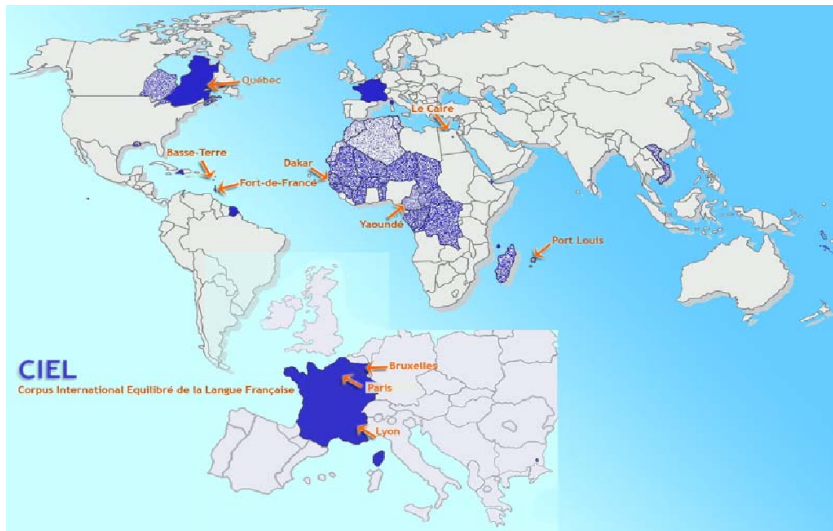 Québec
Le Caire
Basse-Terre
Dakar
Fort-de-France
Yaoundé
Port Louis
CIEL
Corpus International Equilibré de la Langue Française
Bruxelles
Paris
Lyon